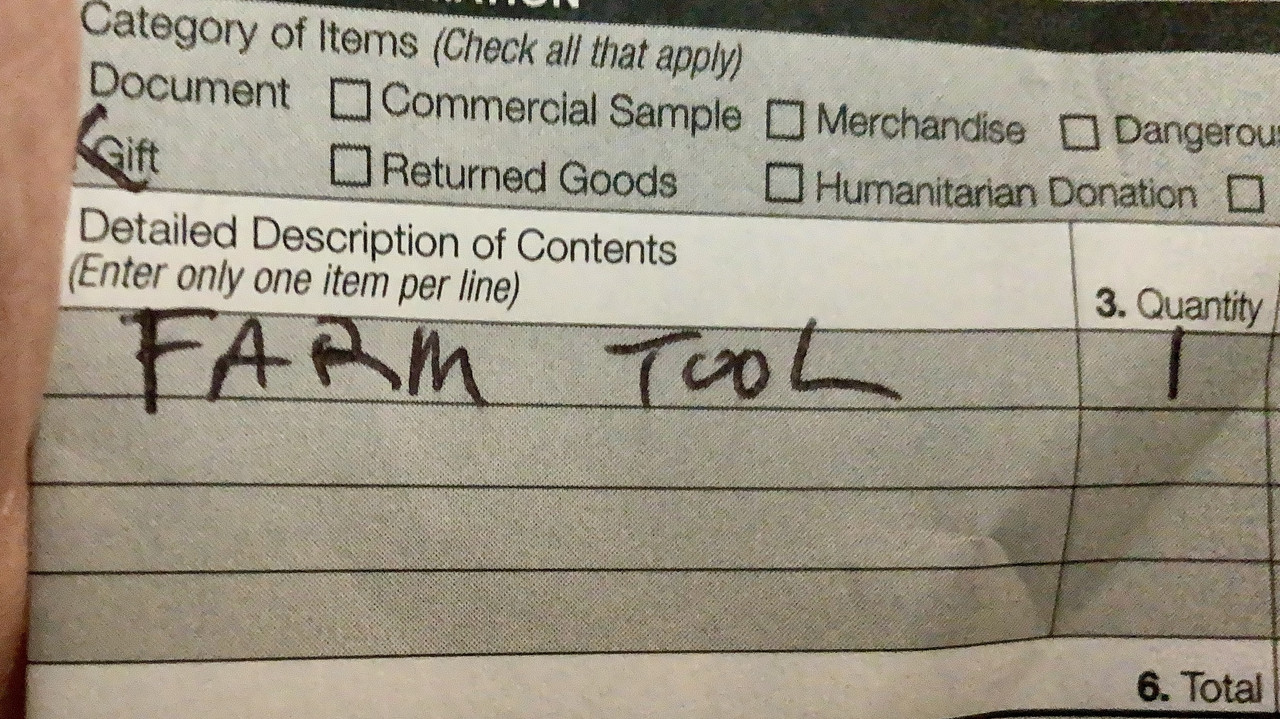 Category of Items (Check all that apply)
Document Commercial Sample Merchandise
Gift Returned Goods Humanitarian Donation
Detailed Description of Contents
(Enter only one item per line) 3. Quantity
FARM TOOL 1
6. Total